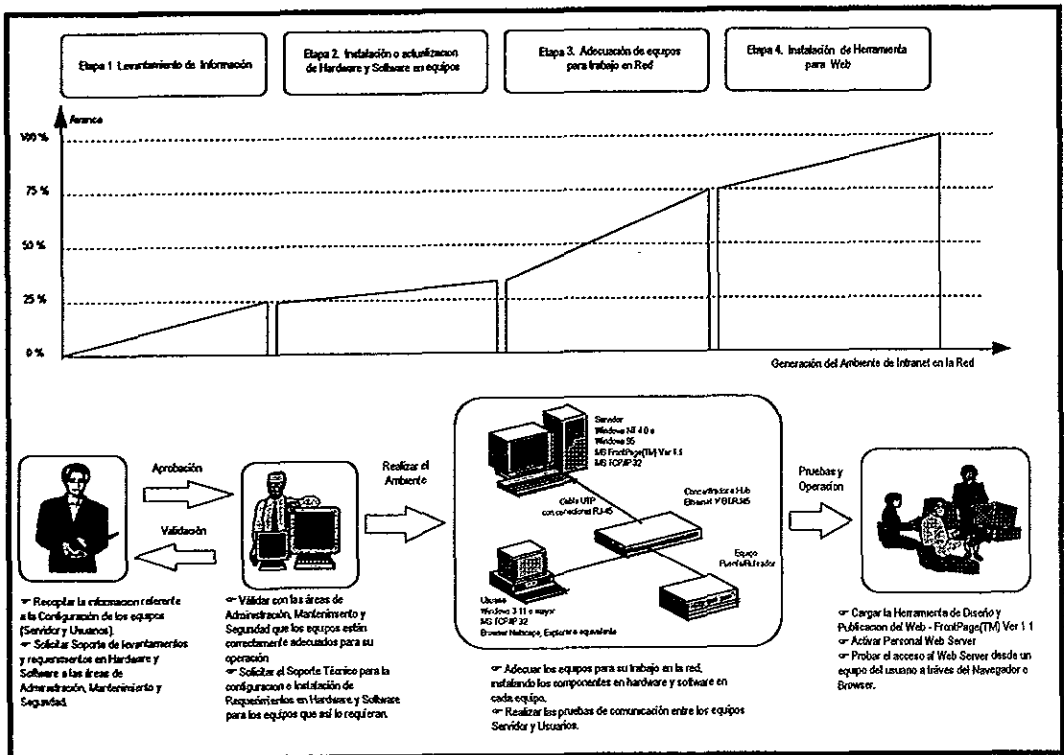 Etapa 1 Levantamiento de Información
Etapa 2. Instalación o actualizacion
de Hardware y Software en equipos
Etapa 3. Adecuación de equipos
para trabajo en Red
Etapa 4. Instalación de Herramienta
para Web
Avance
100 %
75 %
50 %
25 %
0 %
Generación del Ambiente de Intranet en la Red
Aprobación
Validación
Realizar el
Ambiente
Servidor
Windows NT 4.0 o
Windows 95
MS FrontPage(TM) Ver 1.1
MS TCP/IP 32
Cable UTP
con conectores RJ-45
Concentrador o Hub
Ethernet
Equipo
Puente/Ruteador
Usuario
Windows 3.11 o mayor
MS TCP/IP 32
Browser Netscape, Explorer o equivalente
Pruebas y
Operacion
☞ Recopilar la informacion referente
a la Configuración de los equipos
(Servidor y Usuarios).
☞ Solicitar Soporte de levantamientos
y requerimientos en Hardware y
Software a las áreas de
Administración, Mantenimiento y
Seguridad.
☞ Válidar con las áreas de
Administración, Mantenimiento y
Seguridad que los equipos están
correctamente adecuados para su
operación
☞ Solicitar el Soporte Técnico para la
configuracion e Instalación de
Requerimientos en Hardware y Software
para los equipos que así lo requieran.
☞ Adecuar los equipos para su trabajo en la red,
instalando los componentes en hardware y software en
cada equipo.
☞ Realizar las pruebas de comunicación entre los equipos
Servidor y Usuarios.
☞ Cargar la Herramienta de Diseño y
Publicacion del Web - FrontPage(TM) Ver 1 1
☞ Activar Personal Web Server
☞ Probar el acceso al Web Server desde un
equipo del usuario a tráves del Navegador o
Browser.